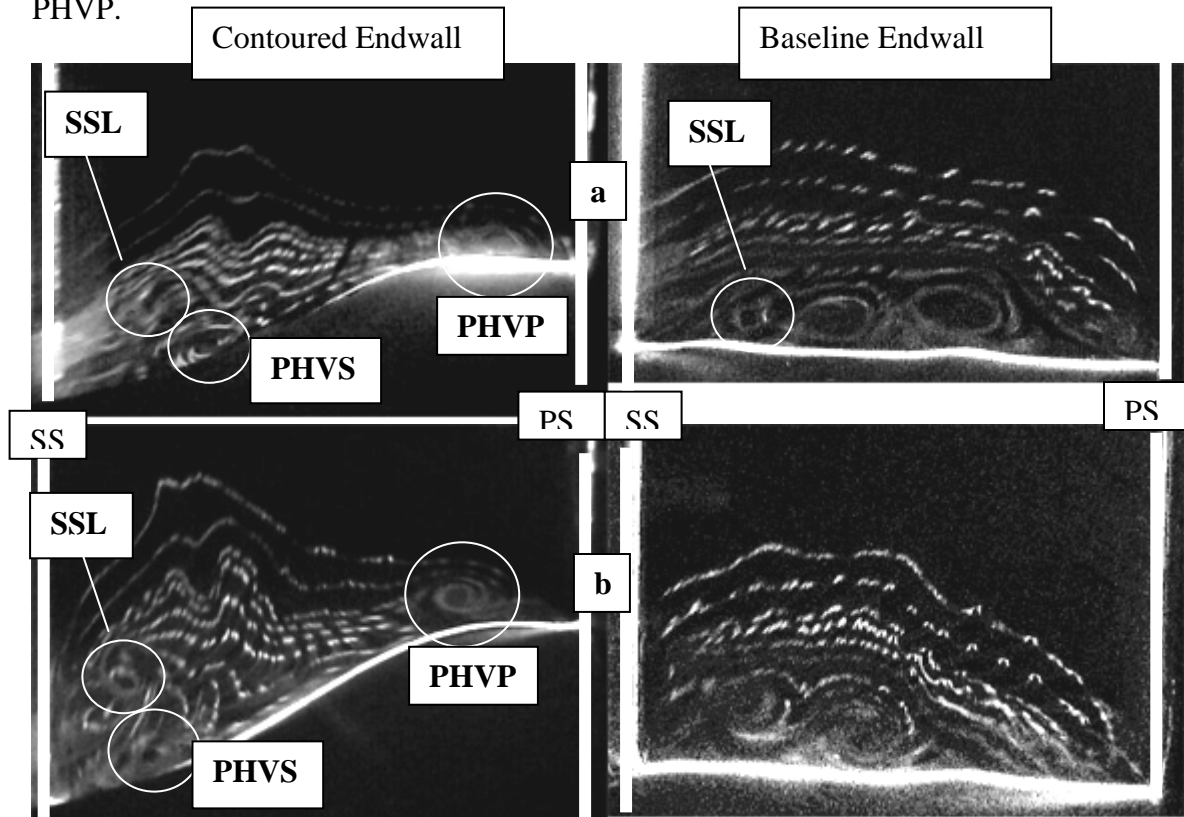 PHVP.
Contoured Endwall
Baseline Endwall
SSL
SSL
a
PHVP
PHVS
SS
PS
SS
PS
SSL
b
PHVP
PHVS